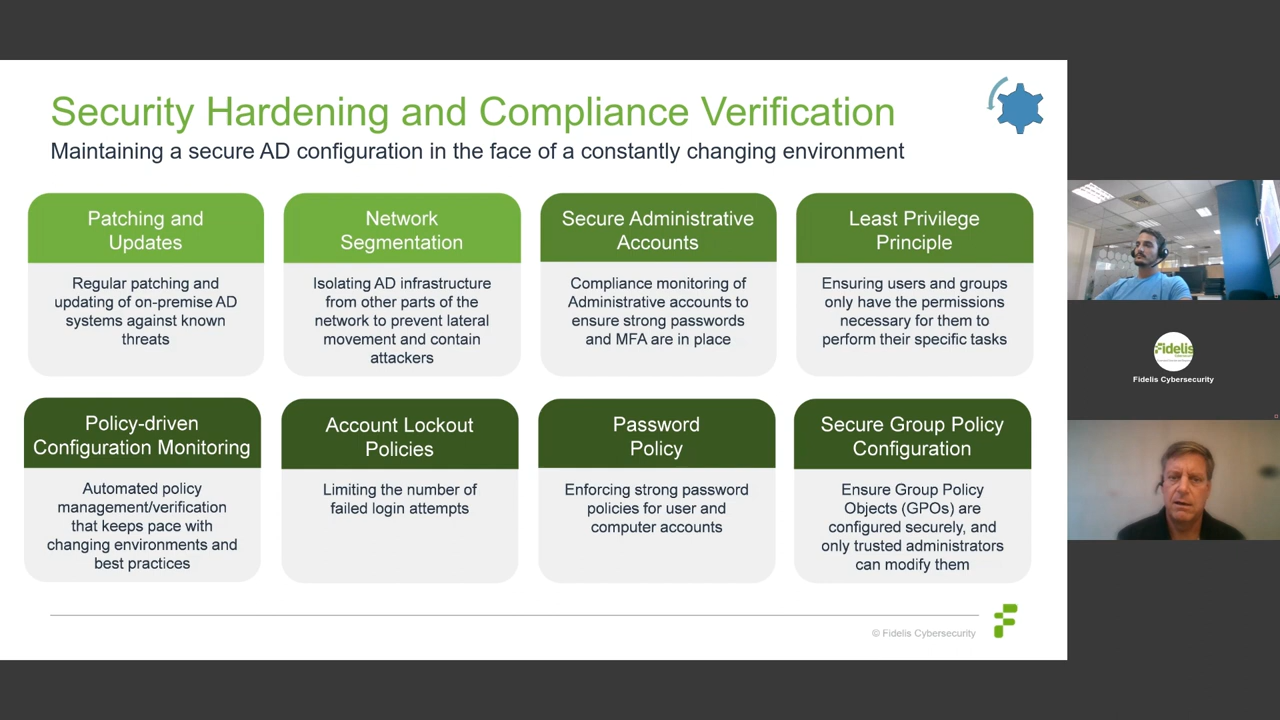 Security Hardening and Compliance Verification
Maintaining a secure AD configuration in the face of a constantly changing environment
Patching and
Updates
Regular patching and
updating of on-premise AD
systems against known
threats
Network
Segmentation
Isolating AD infrastructure
from other parts of the
network to prevent lateral
movement and contain
attackers
Secure Administrative
Accounts
Compliance monitoring of
Administrative accounts to
ensure strong passwords
and MFA are in place
Least Privilege
Principle
Ensuring users and groups
only have the permissions
necessary for them to
perform their specific tasks
Policy-driven
Configuration Monitoring
Automated policy
management/verification
that keeps pace with
changing environments and
best practices
Account Lockout
Policies
Limiting the number of
failed login attempts
Password
Policy
Enforcing strong password
policies for user and
computer accounts
Secure Group Policy
Configuration
Ensure Group Policy
Objects (GPOs) are
configured securely, and
only trusted administrators
can modify them
© Fidelis Cybersecurity
Fidelis
Fidelis Cybersecurity